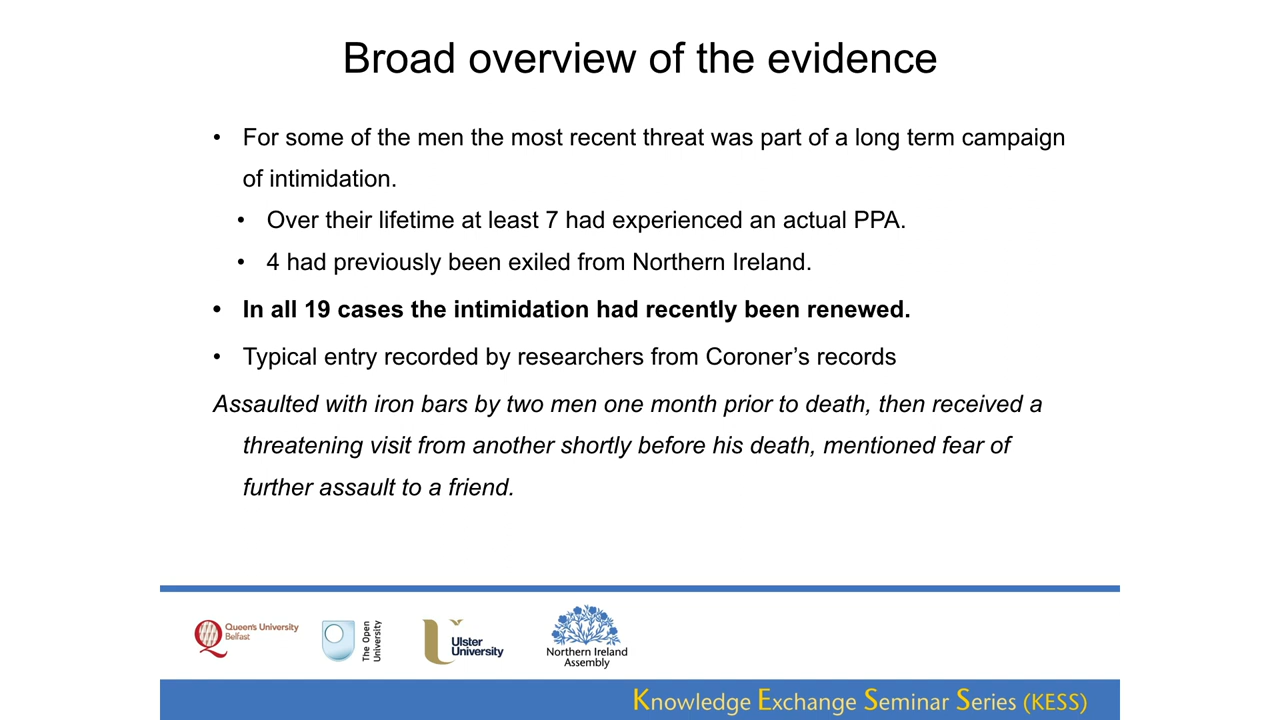 Broad overview of the evidence
• For some of the men the most recent threat was part of a long term campaign
of intimidation.
• Over their lifetime at least 7 had experienced an actual PPA.
• 4 had previously been exiled from Northern Ireland.
• In all 19 cases the intimidation had recently been renewed.
• Typical entry recorded by researchers from Coroner’s records
Assaulted with iron bars by two men one month prior to death, then received a
threatening visit from another shortly before his death, mentioned fear of
further assault to a friend.
Queen's University
Belfast
The Open
University
Ulster
University
Northern Ireland
Assembly
Knowledge Exchange Seminar Series (KESS)